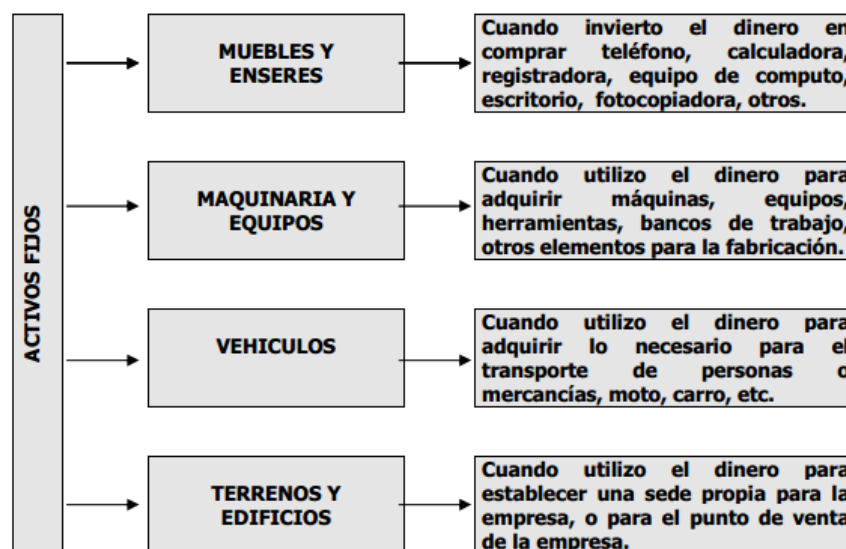 ACTIVOS FIJOS
MUEBLES Y
ENSERES
Cuando invierto el dinero en
comprar teléfono, calculadora,
registradora, equipo de computo,
escritorio, fotocopiadora, otros.
MAQUINARIA Y
EQUIPOS
Cuando utilizo el dinero para
adquirir máquinas, equipos,
herramientas, bancos de trabajo,
otros elementos para la fabricación.
VEHICULOS
Cuando utilizo el dinero para
adquirir lo necesario para el
transporte de personas o
mercancías, moto, carro, etc.
TERRENOS Y
EDIFICIOS
Cuando utilizo el dinero para
establecer una sede propia para la
empresa, o para el punto de venta
de la empresa.